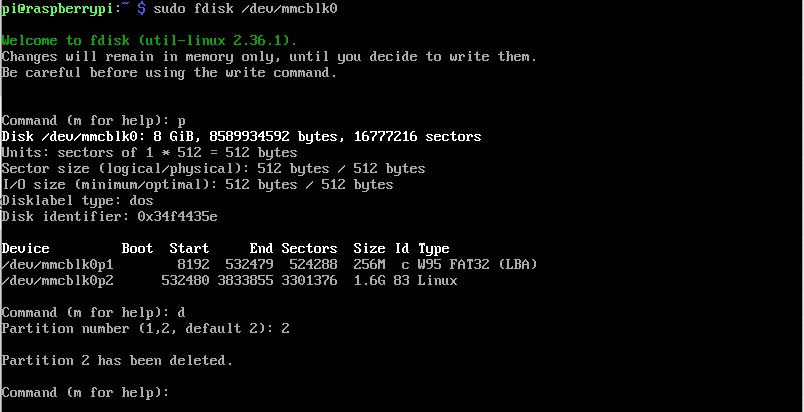 pi@raspberrypi:~ $ sudo fdisk /dev/mmcblk0
Welcome to fdisk (util-linux 2.36.1).
Changes will remain in memory only, until you decide to write them.
Be careful before using the write command.
Command (m for help): p
Disk /dev/mmcblk0: 8 GiB, 8589934592 bytes, 16777216 sectors
Units: sectors of 1 * 512 = 512 bytes
Sector size (logical/physical): 512 bytes / 512 bytes
I/O size (minimum/optimal): 512 bytes / 512 bytes
Disklabel type: dos
Disk identifier: 0x34f4435e
Device Boot Start End Sectors Size Id Type
/dev/mmcblk0p1 8192 532479 524288 256M c W95 FAT32 (LBA)
/dev/mmcblk0p2 532480 3833855 3301376 1.6G 83 Linux
Command (m for help): d
Partition number (1,2, default 2): 2
Partition 2 has been deleted.
Command (m for help):